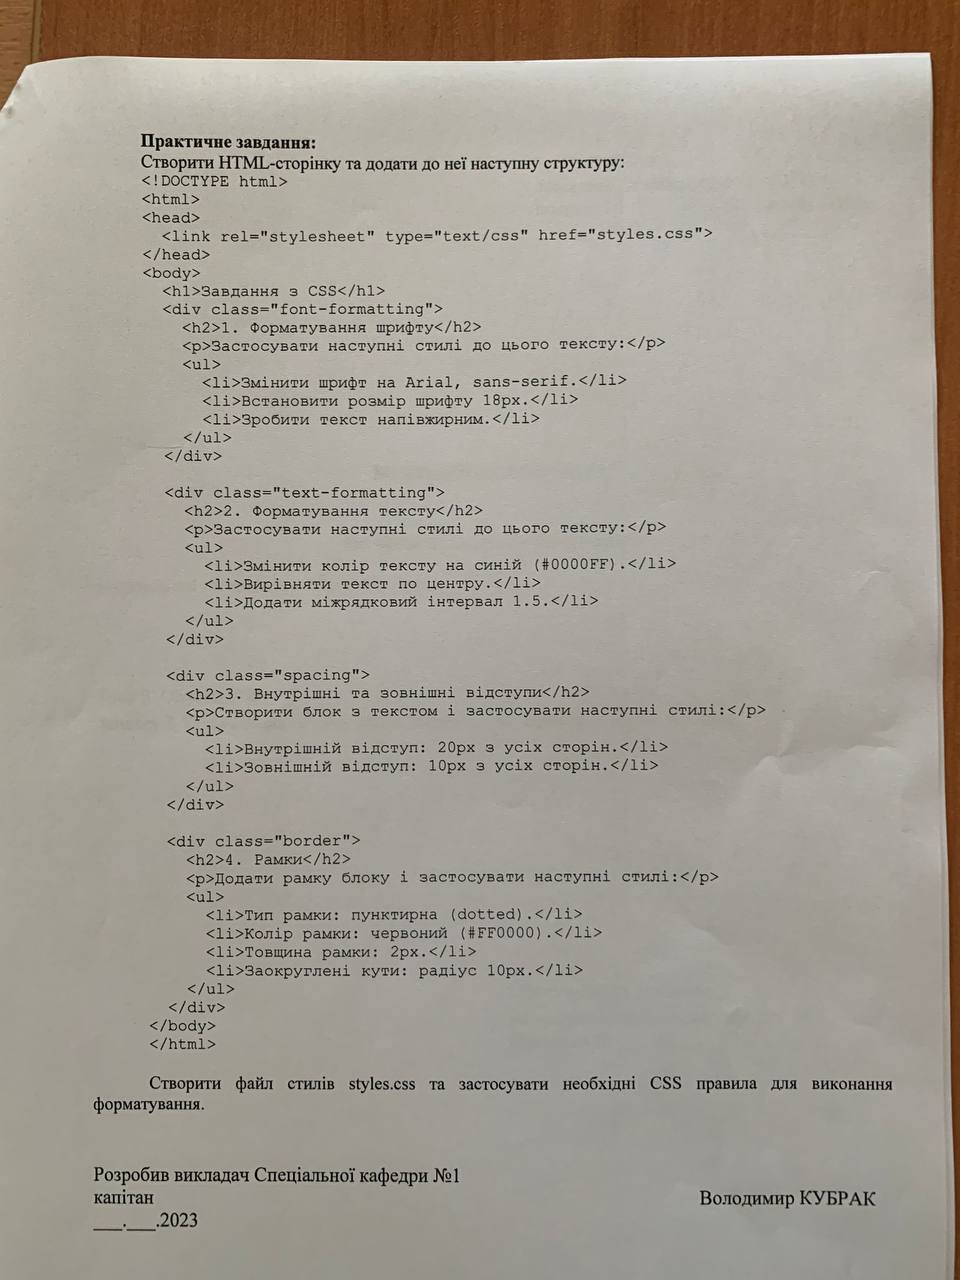 Практичне завдання:
Створити HTML-сторінку та додати до неї наступну структуру:
<!DOCTYPE html>
<html>
<head>
<link rel="stylesheet" type="text/css" href="styles.css">
</head>
<body>
<h1>Завдання з CSS</h1>
<div class="font-formatting">
<h2>1. Форматування шрифту</h2>
<p>Застосувати наступні стилі до цього тексту:</p>
<ul>
<li>Змінити шрифт на Arial, sans-serif.</li>
<li>Встановити розмір шрифту 18px.</li>
<li>Зробити текст напівжирним.</li>
</ul>
</div>
<div class="text-formatting">
<h2>2. Форматування тексту</h2>
<p>Застосувати наступні стилі до цього тексту:</p>
<ul>
<li>Змінити колір тексту на синій (#0000FF).</li>
<li>Вирівняти текст по центру.</li>
<li>Додати міжрядковий інтервал 1.5.</li>
</ul>
</div>
<div class="spacing">
<h2>3. Внутрішні та зовнішні відступи</h2>
<p>Створити блок з текстом і застосувати наступні стилі:</p>
<ul>
<li>Внутрішній відступ: 20px з усіх сторін.</li>
<li>Зовнішній відступ: 10px з усіх сторін.</li>
</ul>
</div>
<div class="border">
<h2>4. Рамки</h2>
<p>Додати рамку блоку і застосувати наступні стилі:</p>
<ul>
<li>Тип рамки: пунктирна (dotted).</li>
<li>Колір рамки: червоний (#FF0000).</li>
<li>Товщина рамки: 2px.</li>
<li>Заокруглені кути: радіус 10px.</li>
</ul>
</div>
</body>
</html>
Створити файл стилів styles.css та застосувати необхідні CSS правила для виконання
форматування.
Розробив викладач Спеціальної кафедри №1
капітан Володимир КУБРАК
___.___.2023